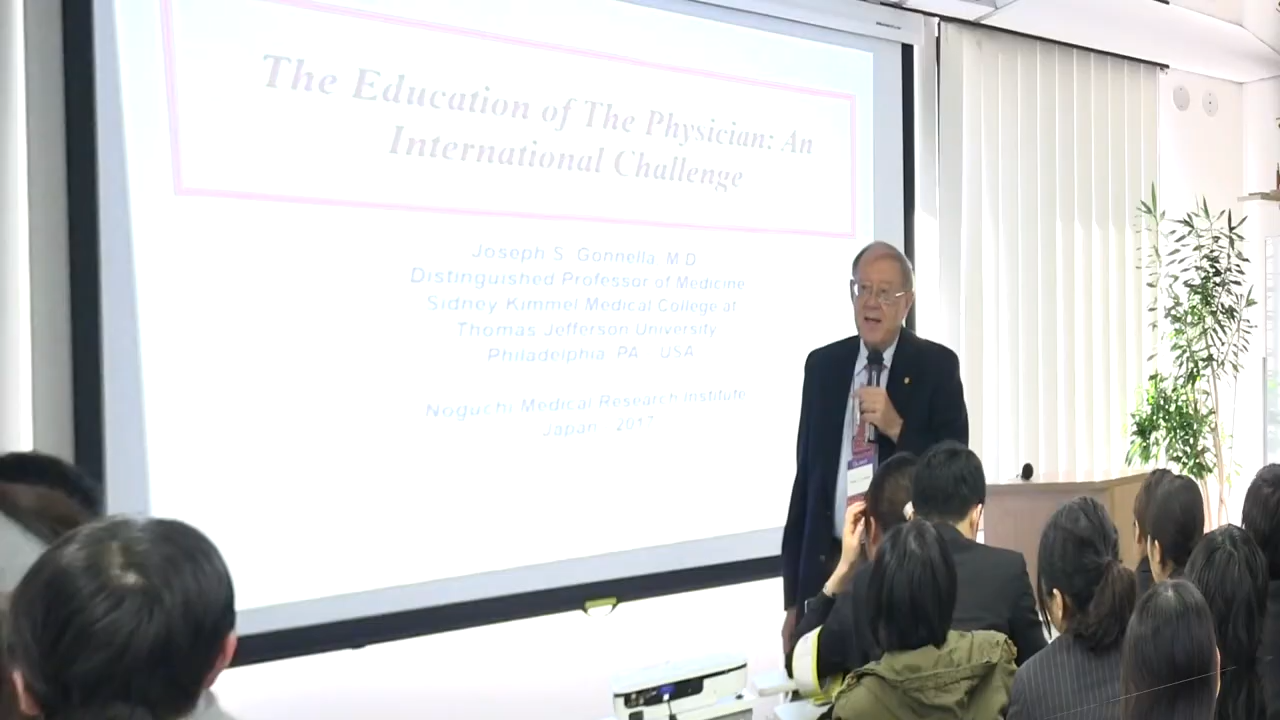 The Education of The Physician: An
International Challenge
Joseph S. Gonnella, M.D.
Distinguished Professor of Medicine
Sidney Kimmel Medical College at
Thomas Jefferson University
Philadelphia, PA USA
Noguchi Medical Research Institute
Japan 2017